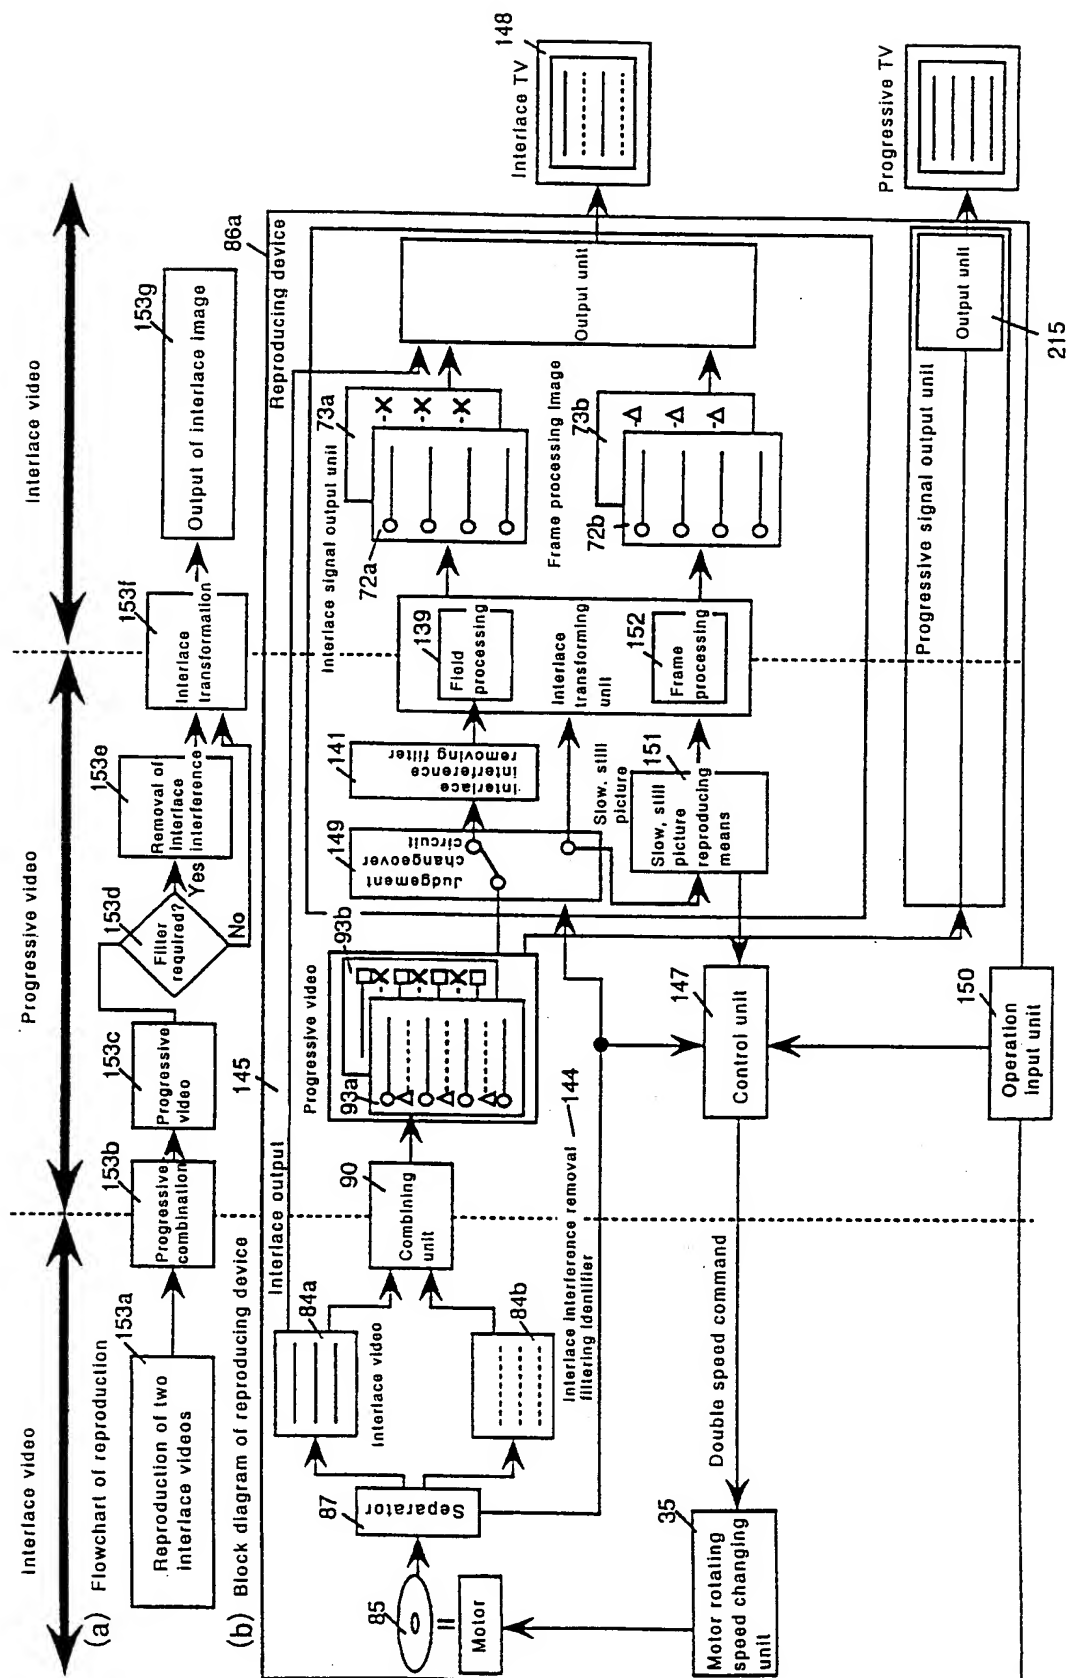 Interlace video
Progressive video
Interlace video
(a) Flowchart of reproduction
153a
Reproduction of two
interlace videos
153b
Progressive
combination
153c
Progressive
video
153d
Filter
required?
Yes
No
153e
Removal of
interface
interference
153f
Interlace
transformation
153g
Output of interlace image
(b) Block diagram of reproducing device
Interlace output
145
86a
Reproducing device
85
Motor
87
Separator
84a
Interlace video
84b
90
Combining
unit
Progressive video
93a
93b
Interlace interference removal
filtering identifier
144
149
Judgement
changeover
circuit
141
interlace
interference
removing filter
Slow, still
picture
151
Slow, still
picture
reproducing
means
Interlace signal output unit
139
Field
processing
Interlace
transforming
unit
152
Frame
processing
72a
73a
Frame processing image
72b
73b
Output unit
Interlace TV
148
Progressive TV
Progressive signal output unit
Output unit
215
147
Control unit
150
Operation
input unit
Double speed command
35
Motor rotating
speed changing
unit